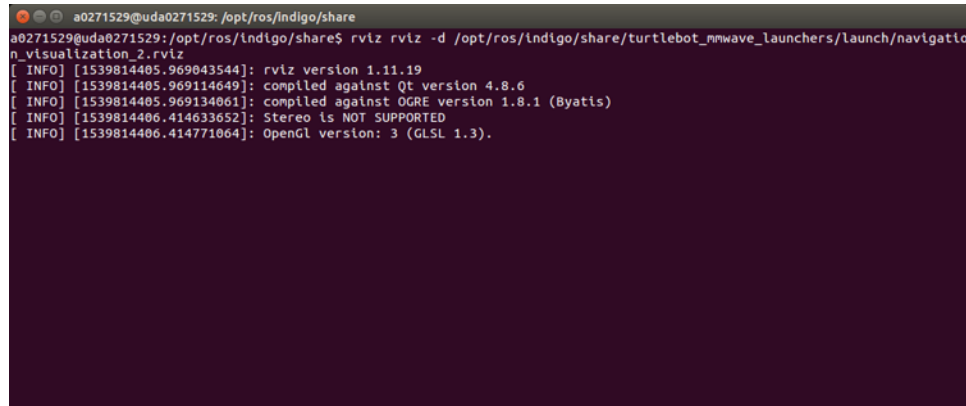 a0271529@uda0271529: /opt/ros/indigo/share
a0271529@uda0271529:/opt/ros/indigo/share$ rviz rviz -d /opt/ros/indigo/share/turtlebot_mmwave_launchers/launch/navigatio
n_visualization_2.rviz
[ INFO] [1539814405.969043544]: rviz version 1.11.19
[ INFO] [1539814405.969114649]: compiled against Qt version 4.8.6
[ INFO] [1539814405.969134061]: compiled against OGRE version 1.8.1 (Byatis)
[ INFO] [1539814406.414633652]: Stereo is NOT SUPPORTED
[ INFO] [1539814406.414771064]: OpenGl version: 3 (GLSL 1.3).